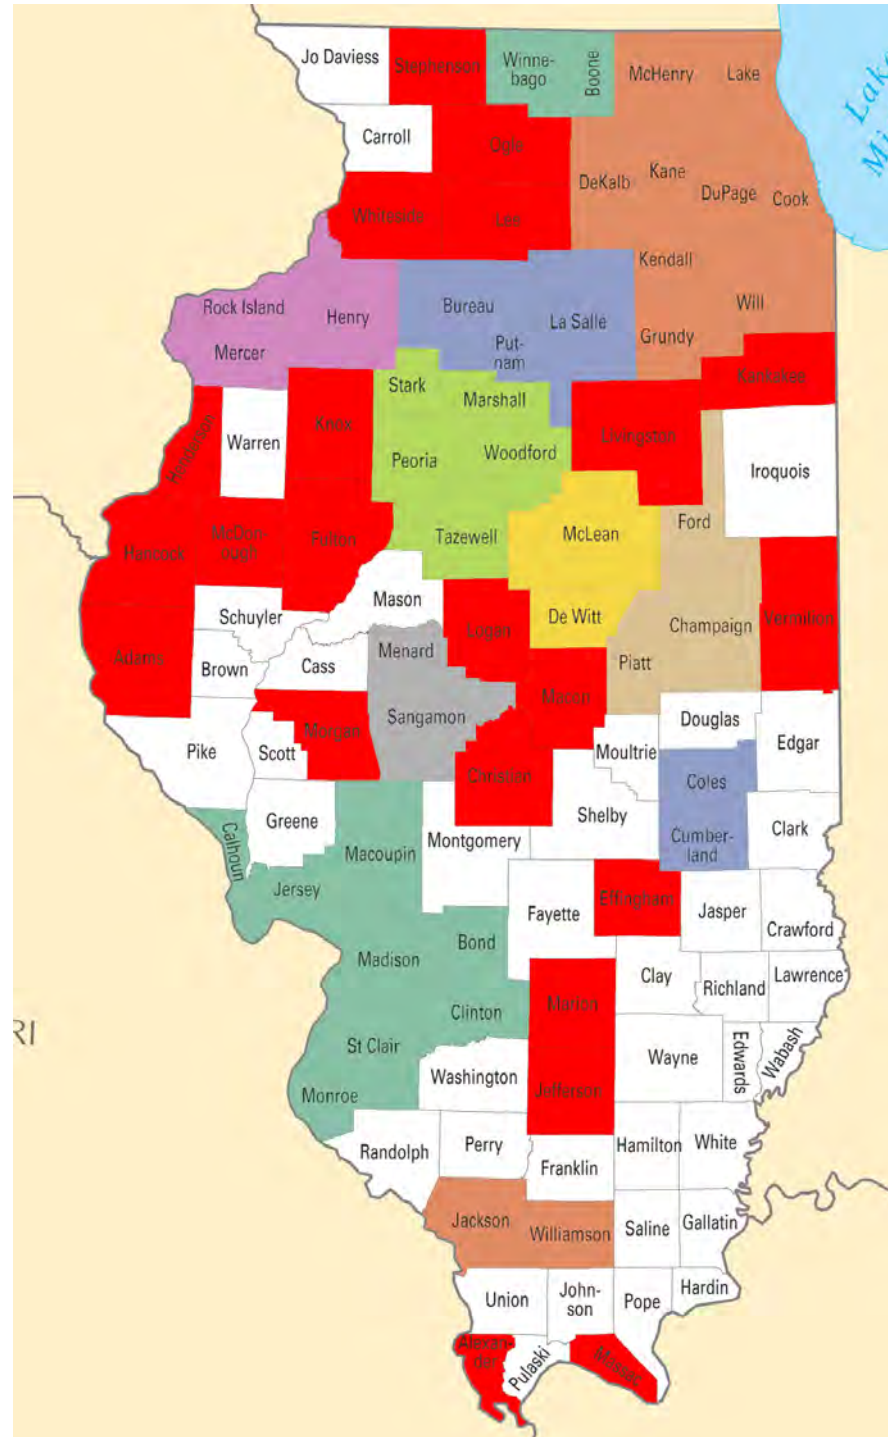 Jo Daviess
Stephenson
Winne-
bago
Boone
McHenry
Lake
Lake
Mi
Carroll
Ogle
DeKalb
Kane
DuPage
Cook
Whiteside
Lee
Kendall
Rock Island
Henry
Bureau
La Salle
Will
Mercer
Put-
nam
Grundy
Stark
Marshall
Kankakee
Henderson
Warren
Knox
Peoria
Woodford
Livingston
Iroquois
Hancock
McDon-
ough
Fulton
Tazewell
McLean
Ford
Schuyler
Mason
Logan
De Witt
Champaign
Vermilion
Adams
Brown
Cass
Menard
Piatt
Macon
Pike
Scott
Morgan
Sangamon
Christian
Moultrie
Douglas
Edgar
Calhoun
Greene
Macoupin
Montgomery
Shelby
Coles
Cumber-
land
Clark
Jersey
Fayette
Effingham
Jasper
Crawford
Madison
Bond
Clay
Richland
Lawrence
RI
St Clair
Clinton
Marion
Wayne
Edwards
Wabash
Monroe
Washington
Jefferson
Randolph
Perry
Franklin
Hamilton
White
Jackson
Williamson
Saline
Gallatin
Union
John-
son
Pope
Hardin
Alexan-
der
Pulaski
Massac